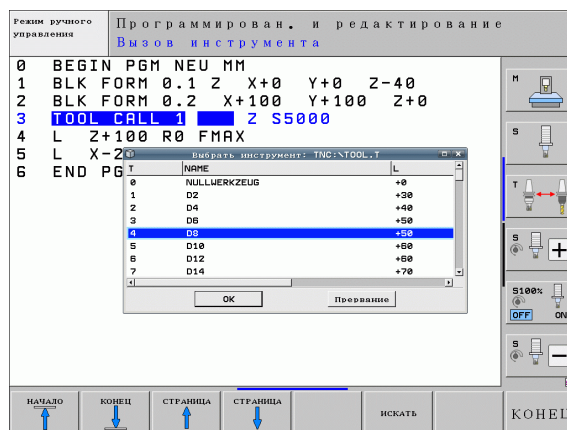 Режим ручного
управления
Программирован. и редактирование
Вызов инструмента
0 BEGIN PGM NEU MM
1 BLK FORM 0.1 Z X+0 Y+0 Z-40
2 BLK FORM 0.2 X+100 Y+100 Z+0
3 TOOL CALL 1 Z S5000
4 L Z+100 R0 FMAX
5 L X-2
6 END PG
Выбрать инструмент: TNC:\TOOL.T
T NAME L
0 NULLWERKZEUG +0
1 D2 +30
2 D4 +40
3 D6 +50
4 D8 +50
5 D10 +60
6 D12 +60
7 D14 +70
OK Прервание
M
S
T
S
S100%
OFF ON
S
НАЧАЛО КОНЕЦ СТРАНИЦА СТРАНИЦА ИСКАТЬ КОНЕЦ